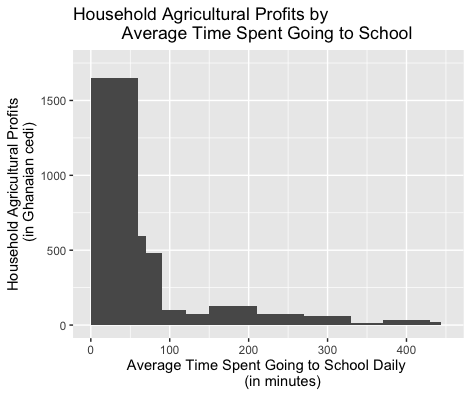 Household Agricultural Profits by
Average Time Spent Going to School
Household Agricultural Profits
(in Ghanaian cedi)
1500
1000
500
0
0 100 200 300 400
Average Time Spent Going to School Daily
(in minutes)